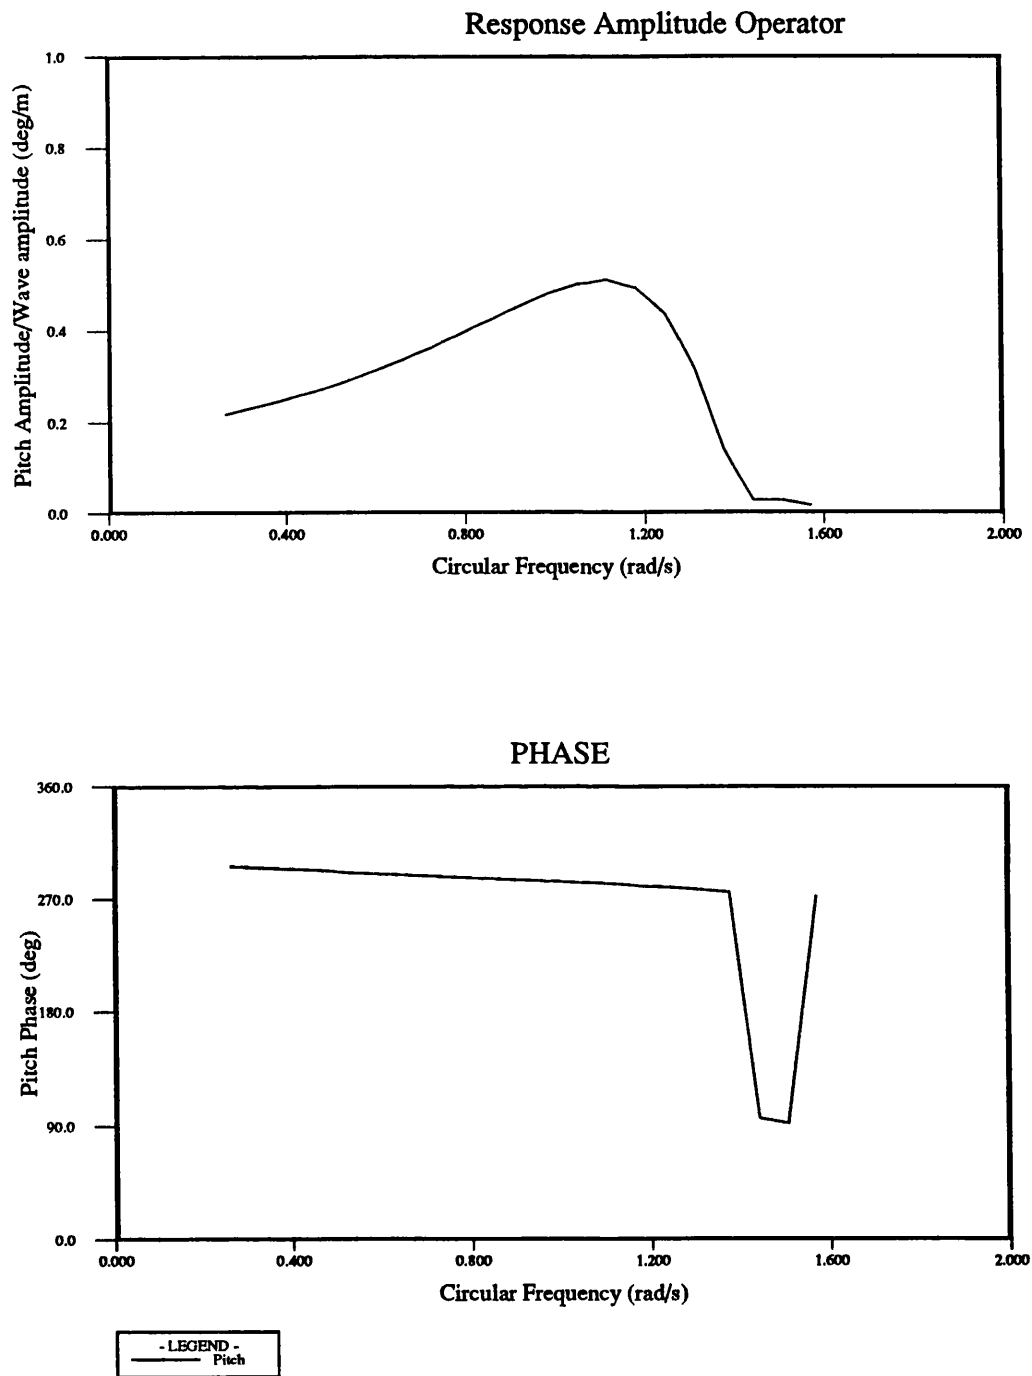 Response Amplitude Operator
Pitch Amplitude/Wave amplitude (deg/m)
1.0
0.8
0.6
0.4
0.2
0.0
0.000
0.400
0.800
1.200
1.600
2.000
Circular Frequency (rad/s)
PHASE
Pitch Phase (deg)
360.0
270.0
180.0
90.0
0.0
0.000
0.400
0.800
1.200
1.600
2.000
Circular Frequency (rad/s)
- LEGEND -
Pitch